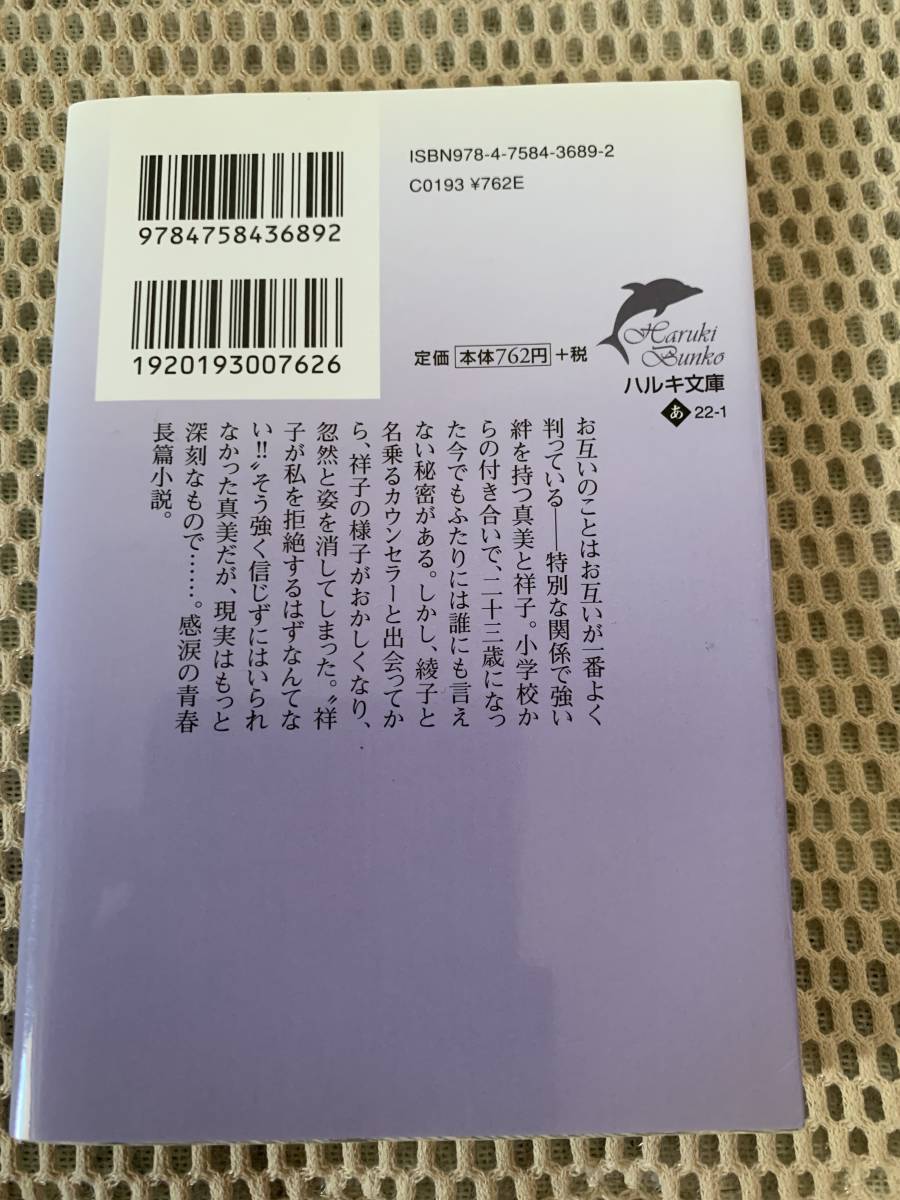 9784758436892
1920193007626
ISBN978-4-7584-3689-2
C0193 ¥762E
定価 本体762円 +税
Haruki
Bunko
ハルキ文庫
あ 22-1
お互いのことはお互いが一番よく
判っている——特別な関係で強い
絆を持つ真美と祥子。小学校か
らの付き合いで、二十三歳になっ
た今でもふたりには誰にも言え
ない秘密がある。しかし、綾子と
名乗るカウンセラーと出会ってか
ら、祥子の様子がおかしくなり、
忽然と姿を消してしまった。〝祥
子が私を拒絶するはずなんてな
い!!〟そう強く信じずにはいられ
なかった真美だが、現実はもっと
深刻なもので……。感涙の青春
長篇小説。